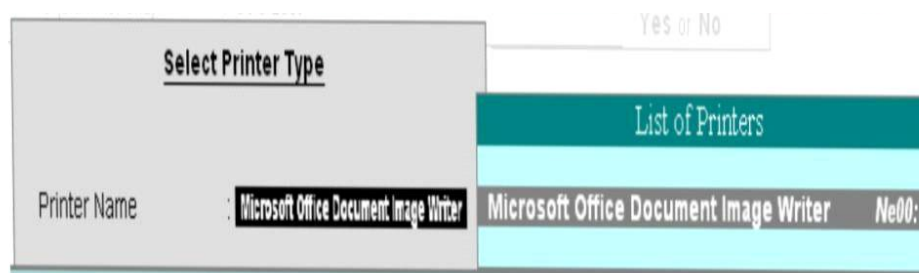 Yes or No
Select Printer Type
List of Printers
Printer Name : Microsoft Office Document Image Writer
Microsoft Office Document Image Writer Ne00: